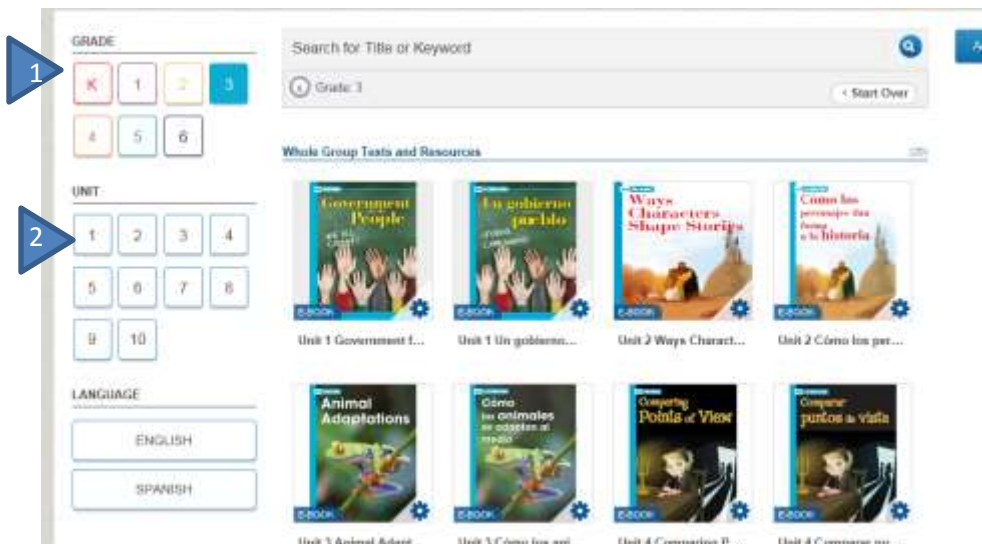 1
2
GRADE
K 1 2 3
4 5 6
UNIT
1 2 3 4
5 6 7 8
9 10
LANGUAGE
ENGLISH
SPANISH
Search for Title or Keyword
Grade: 3
< Start Over
Whole Group Texts and Resources
Government
People
E-BOOK
Unit 1 Government f...
Un gobierno
pueblo
E-BOOK
Unit 1 Un gobierno...
Ways
Characters
Shape Stories
E-BOOK
Unit 2 Ways Charact...
Cómo los
personajes dan
forma
a la historia
E-BOOK
Unit 2 Cómo los per...
Animal
Adaptations
E-BOOK
Unit 3 Animal Adapt...
Cómo
los animales
se adaptan al
medio
E-BOOK
Unit 3 Cómo los ani...
Comparing
Points of View
E-BOOK
Unit 4 Comparing P...
Comparar
puntos de vista
E-BOOK
Unit 4 Comparar pu...